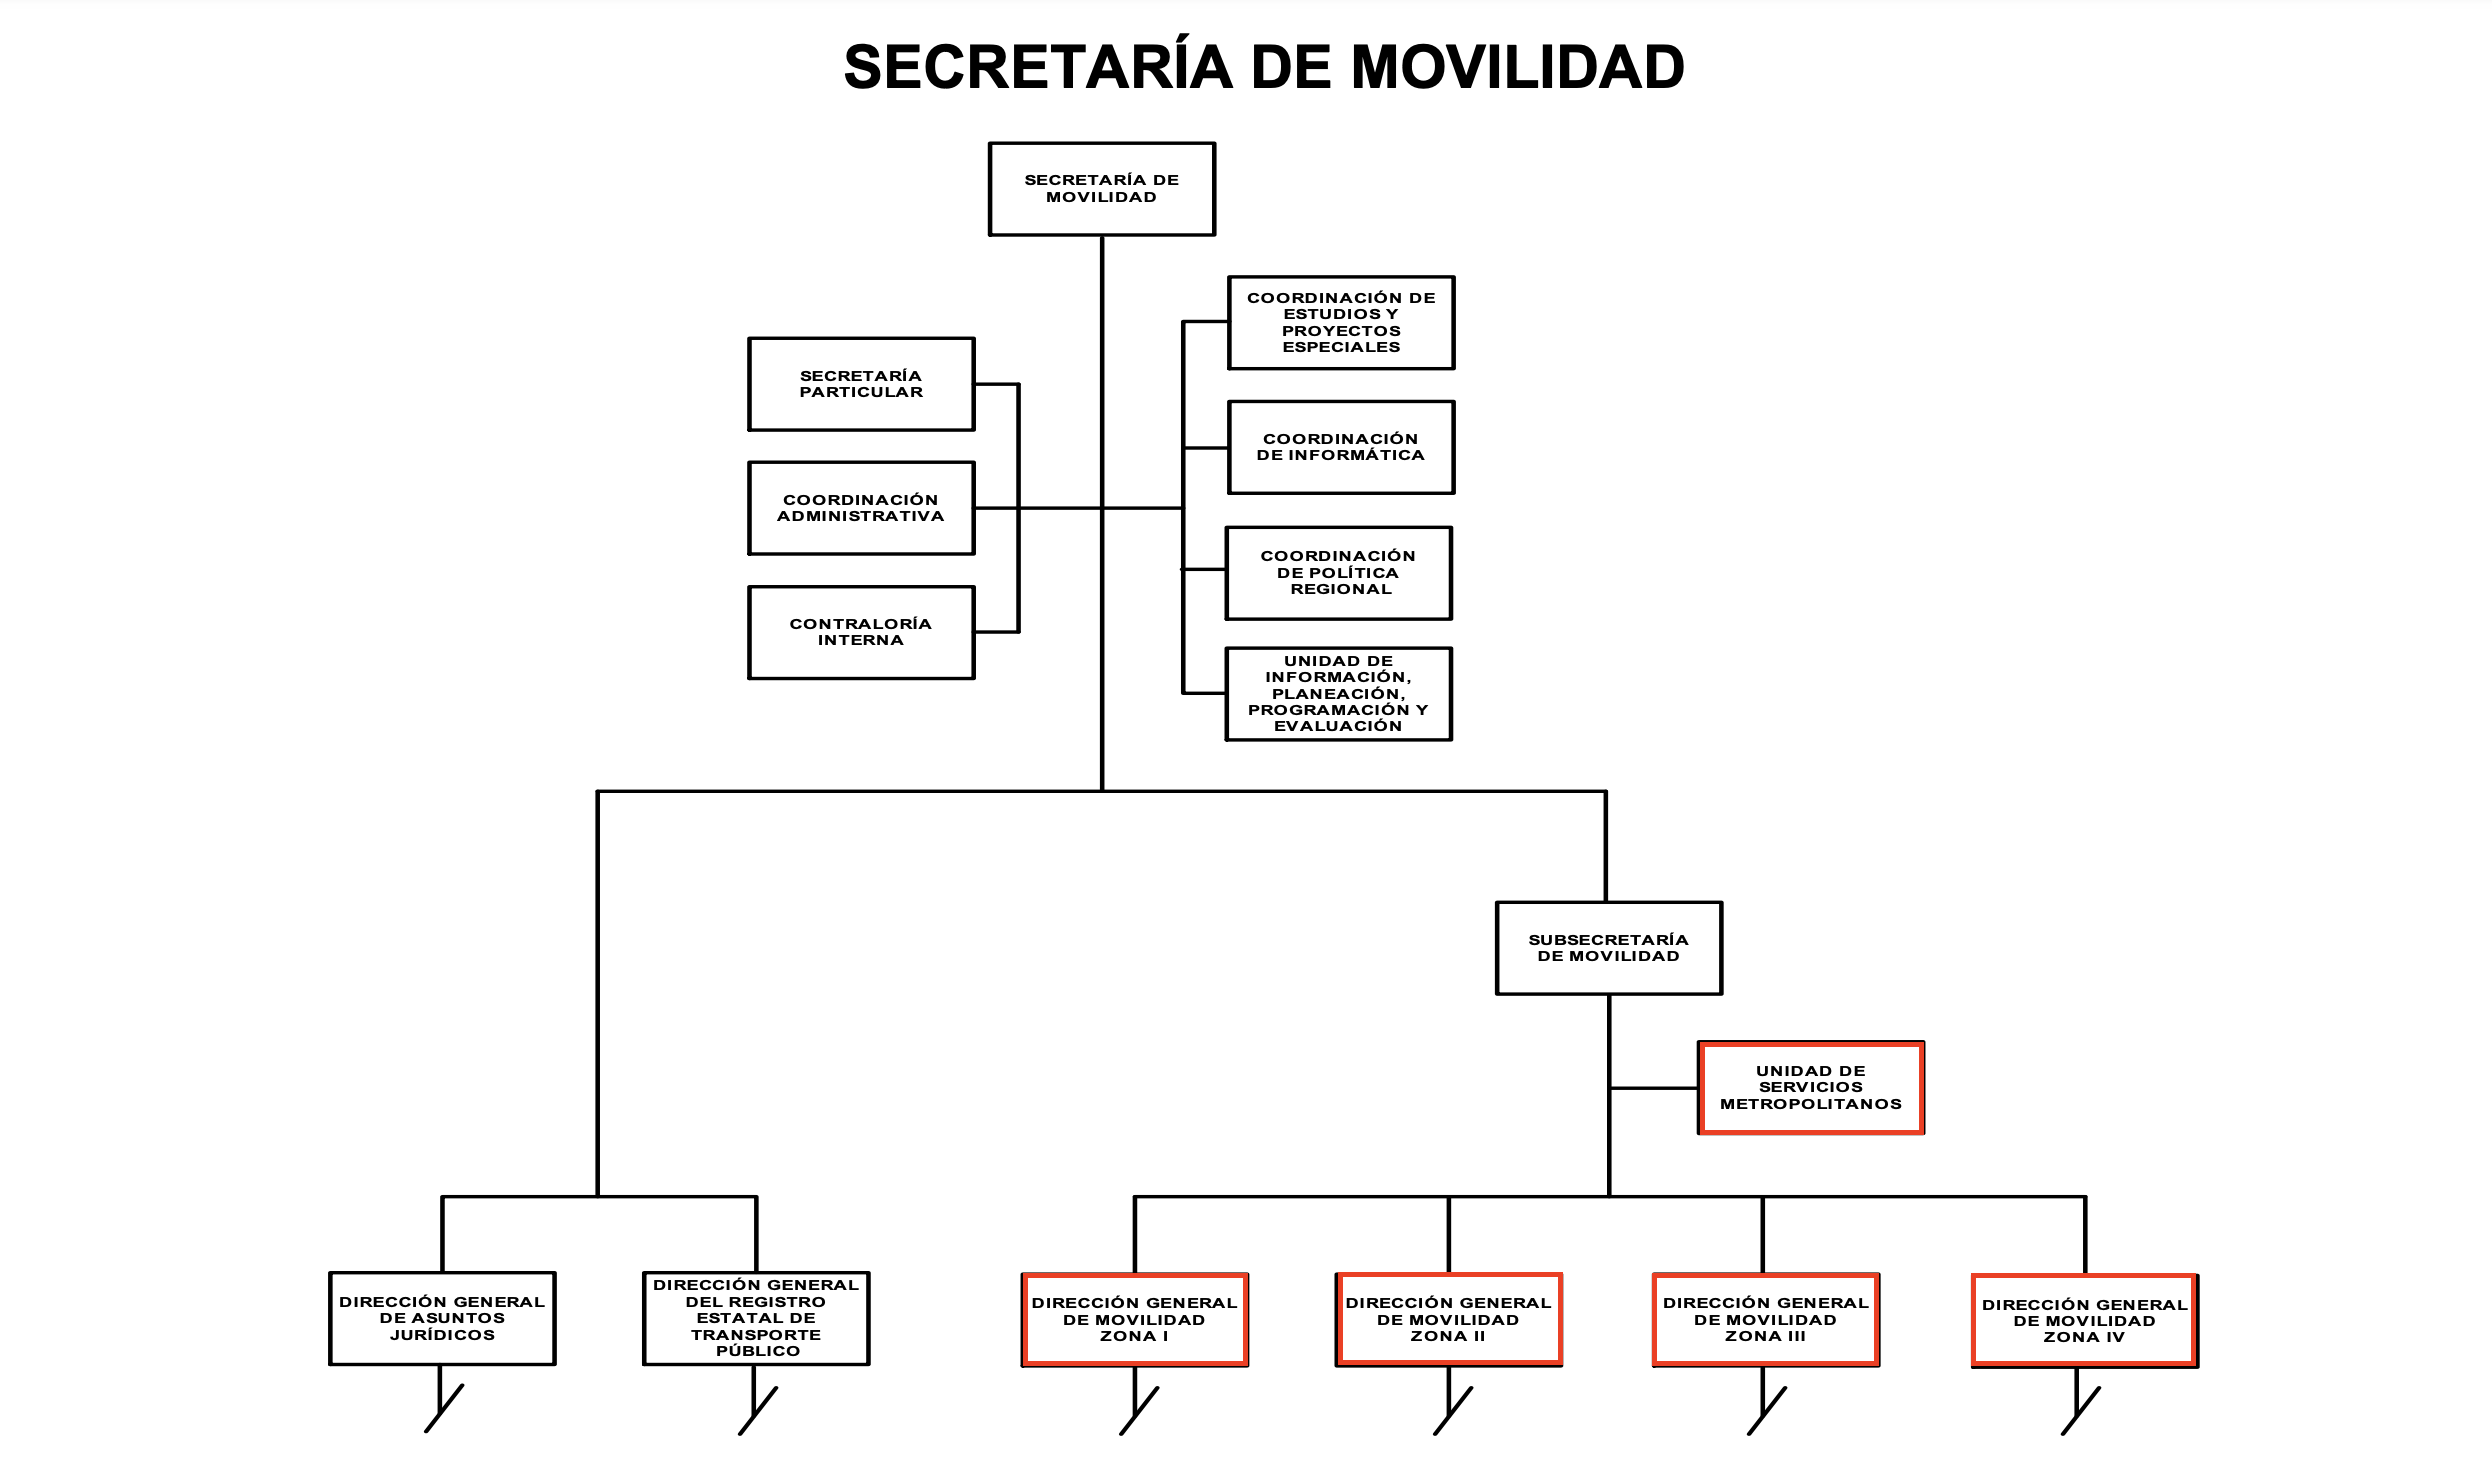 SECRETARÍA DE MOVILIDAD
SECRETARÍA DE
MOVILIDAD
COORDINACIÓN DE
ESTUDIOS Y
PROYECTOS
ESPECIALES
SECRETARÍA
PARTICULAR
COORDINACIÓN
DE INFORMÁTICA
COORDINACIÓN
ADMINISTRATIVA
COORDINACIÓN
DE POLÍTICA
REGIONAL
CONTRALORÍA
INTERNA
UNIDAD DE
INFORMACIÓN,
PLANEACIÓN,
PROGRAMACIÓN Y
EVALUACIÓN
SUBSECRETARÍA
DE MOVILIDAD
UNIDAD DE
SERVICIOS
METROPOLITANOS
DIRECCIÓN GENERAL
DE ASUNTOS
JURÍDICOS
DIRECCIÓN GENERAL
DEL REGISTRO
ESTATAL DE
TRANSPORTE
PÚBLICO
DIRECCIÓN GENERAL
DE MOVILIDAD
ZONA I
DIRECCIÓN GENERAL
DE MOVILIDAD
ZONA II
DIRECCIÓN GENERAL
DE MOVILIDAD
ZONA III
DIRECCIÓN GENERAL
DE MOVILIDAD
ZONA IV